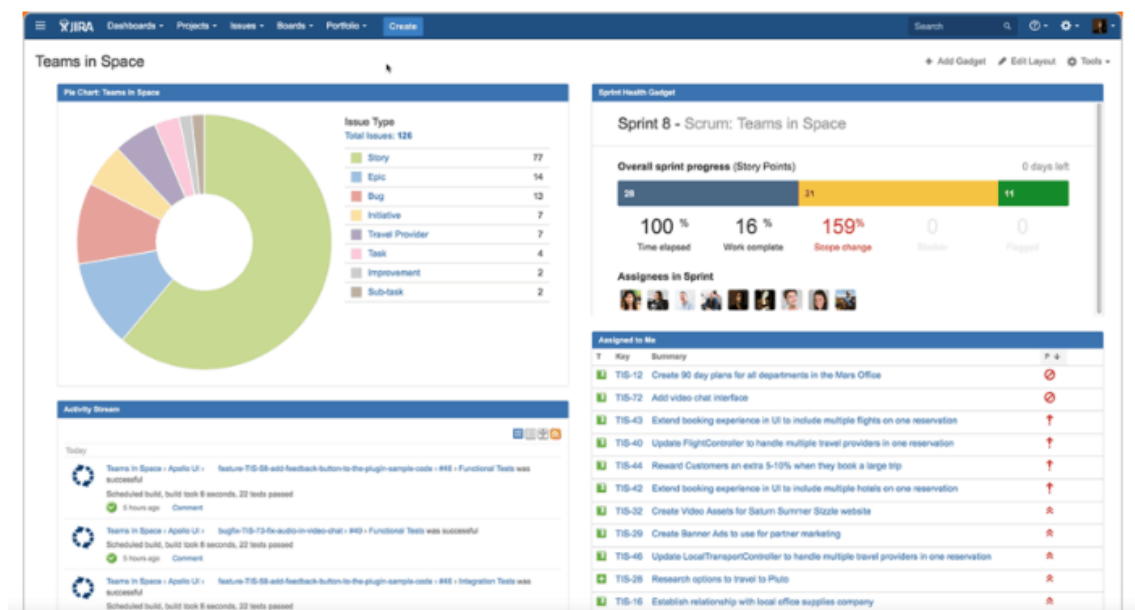 JIRA Dashboards Projects Issues Boards Portfolio Create Search
Teams in Space
Add Gadget Edit Layout Tools
Pie Chart: Teams in Space
Issue Type
Total Issues: 126
Story 77
Epic 14
Bug 13
Initiative 7
Travel Provider 7
Task 4
Improvement 2
Sub-task 2
Activity Stream
Today
Teams in Space › Apollo UI › feature-TIS-58-add-feedback-button-to-the-plugin-sample-code › #48 › Functional Tests was
successful
Scheduled build, build took 6 seconds, 22 tests passed
5 hours ago Comment
Teams in Space › Apollo UI › bugfix-TIS-73-fix-audio-in-video-chat › #40 › Functional Tests was successful
Scheduled build, build took 8 seconds, 22 tests passed
5 hours ago Comment
Teams in Space › Apollo UI › feature-TIS-58-add-feedback-button-to-the-plugin-sample-code › #48 › Integration Tests was
successful
Scheduled build, build took 8 seconds, 22 tests passed
Sprint Health Gadget
Sprint 8 - Scrum: Teams in Space
Overall sprint progress (Story Points) 0 days left
28 31 11
100 % 16 % 159% 0 0
Time elapsed Work complete Scope change Blocker Flagged
Assignees in Sprint
Assigned to Me
T Key Summary P
TIS-12 Create 90 day plans for all departments in the Mars Office
TIS-72 Add video chat interface
TIS-43 Extend booking experience in UI to include multiple flights on one reservation
TIS-40 Update FlightController to handle multiple travel providers in one reservation
TIS-44 Reward Customers an extra 5-10% when they book a large trip
TIS-42 Extend booking experience in UI to include multiple hotels on one reservation
TIS-32 Create Video Assets for Saturn Summer Sizzle website
TIS-29 Create Banner Ads to use for partner marketing
TIS-46 Update LocalTransportController to handle multiple travel providers in one reservation
TIS-28 Research options to travel to Pluto
TIS-16 Establish relationship with local office supplies company